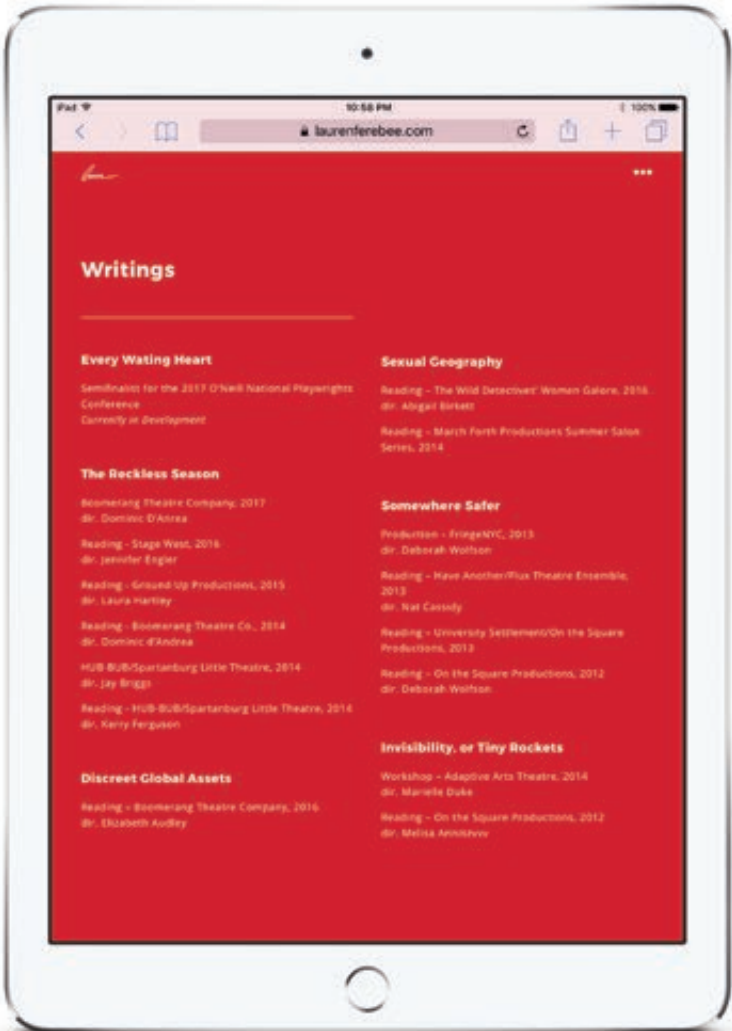 iPad
10:58 PM
100%
laurenferebee.com
Writings
Every Wating Heart
Semifinalist for the 2017 O'Neill National Playwrights
Conference
Currently in Development
The Reckless Season
Boomerang Theatre Company, 2017
dir. Dominic D'Anrea
Reading - Stage West, 2016
dir. Jennifer Engler
Reading - Ground Up Productions, 2015
dir. Laura Hartley
Reading - Boomerang Theatre Co., 2014
dir. Dominic d'Andrea
HUB-BUB/Spartanburg Little Theatre, 2014
dir. Jay Briggs
Reading - HUB-BUB/Spartanburg Little Theatre, 2014
dir. Kerry Ferguson
Discreet Global Assets
Reading – Boomerang Theatre Company, 2016
dir. Elizabeth Audley
Sexual Geography
Reading – The Wild Detectives' Women Galore, 2016
dir. Abigail Birkett
Reading – March Forth Productions Summer Salon
Series, 2014
Somewhere Safer
Production – FringeNYC, 2013
dir. Deborah Wolfson
Reading – Have Another/Flux Theatre Ensemble,
2013
dir. Nat Cassidy
Reading – University Settlement/On the Square
Productions, 2013
Reading – On the Square Productions, 2012
dir. Deborah Wolfson
Invisibility, or Tiny Rockets
Workshop – Adaptive Arts Theatre, 2014
dir. Marielle Duke
Reading – On the Square Productions, 2012
dir. Melisa